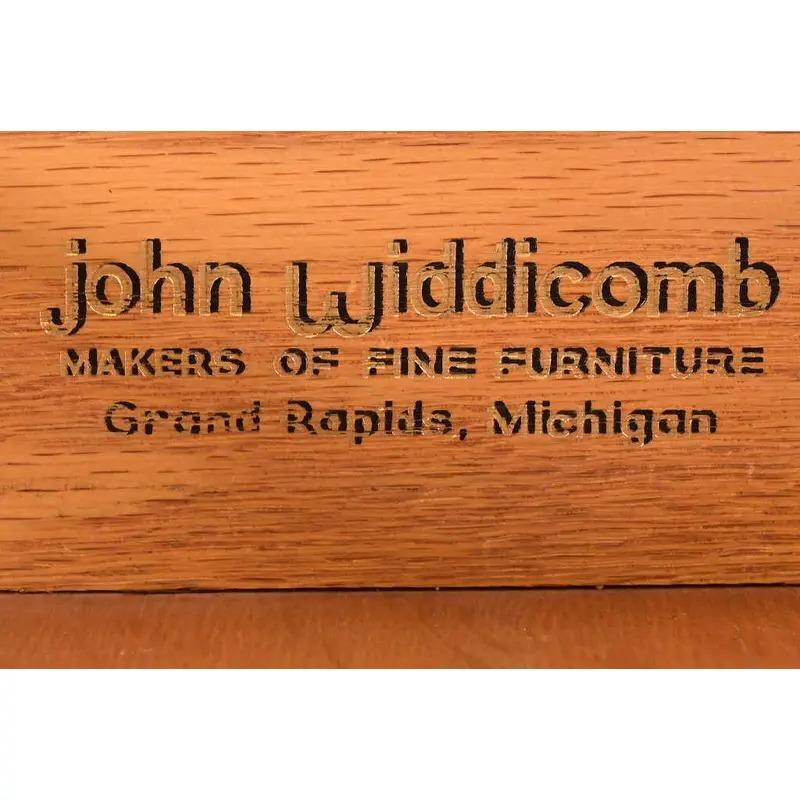 john Widdicomb
MAKERS OF FINE FURNITURE
Grand Rapids, Michigan